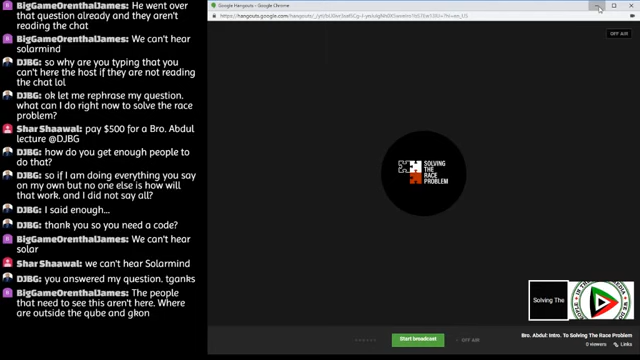 BigGameOrenthalJames: He went over
that question already and they aren't
reading the chat
BigGameOrenthalJames: We can't hear
solarmind
DJBG: so why are you typing that you
can't here the host if they are not reading
the chat lol
DJBG: ok let me rephrase my question.
what can I do right now to solve the race
problem?
Shar Shaawal: pay $500 for a Bro. Abdul
lecture @DJBG
DJBG: how do you get enough people to
do that?
DJBG: so if I am doing everything you say
on my own but no one else is how will
that work. and I did not say all?
DJBG: I said enough...
DJBG: thank you so you need a code?
BigGameOrenthalJames: We can't hear
solar
Shar Shaawal: we can't hear Solarmind
DJBG: you answered my question. tganks
BigGameOrenthalJames: The people
that need to see this aren't here. Where
are outside the qube and gkon
Google Hangouts - Google Chrome
https://hangouts.google.com/hangouts/
OFF AIR
SOLVING
THE
RACE
PROBLEM
Solving The
Bro. Abdul: Intro. To Solving The Race Problem
0 viewers
Links
Start broadcast
OFF AIR